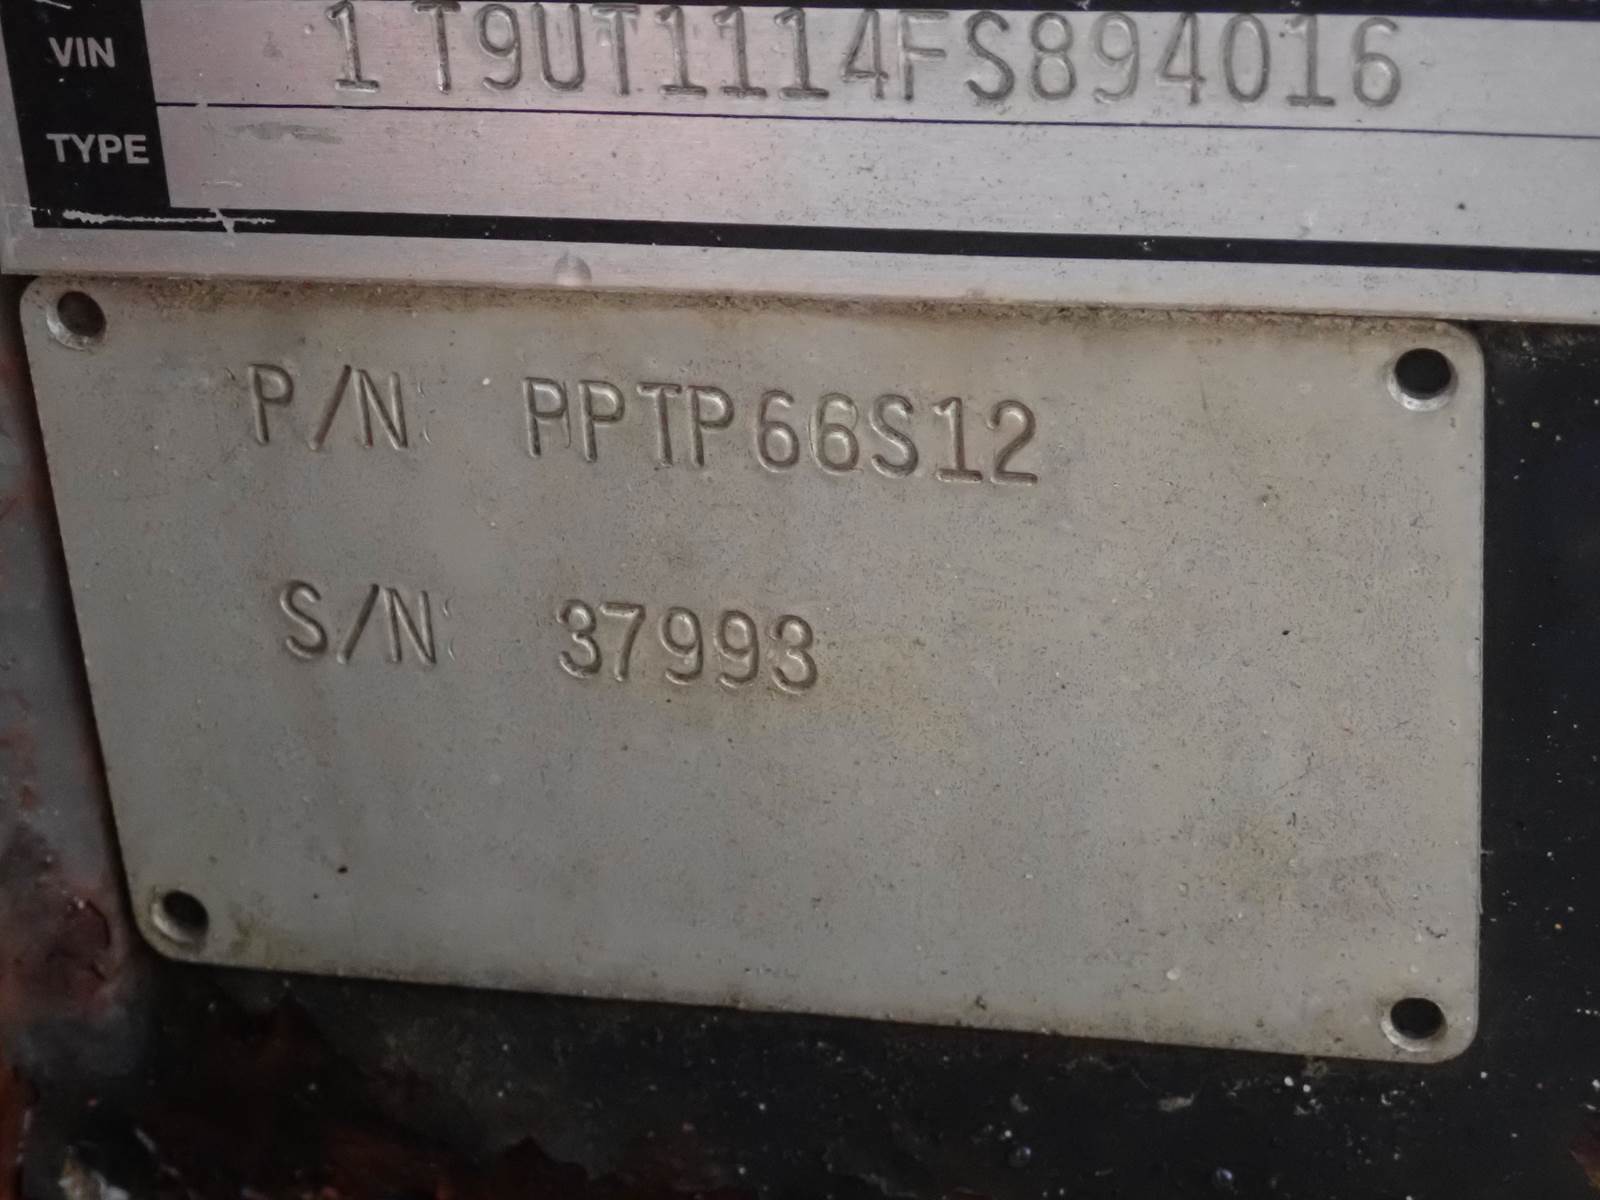 VIN 1T9UT1114FS894016
TYPE
P/N PPTP66S12
S/N 37993